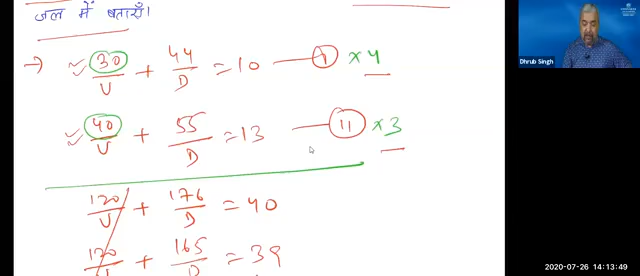 जल में बताएँ।
→ 30/U + 44/D = 10 — (I) × 4
40/U + 55/D = 13 — (II) × 3
120/U + 176/D = 40
120/U + 165/D = 39
Dhrub Singh
2020-07-26 14:13:49